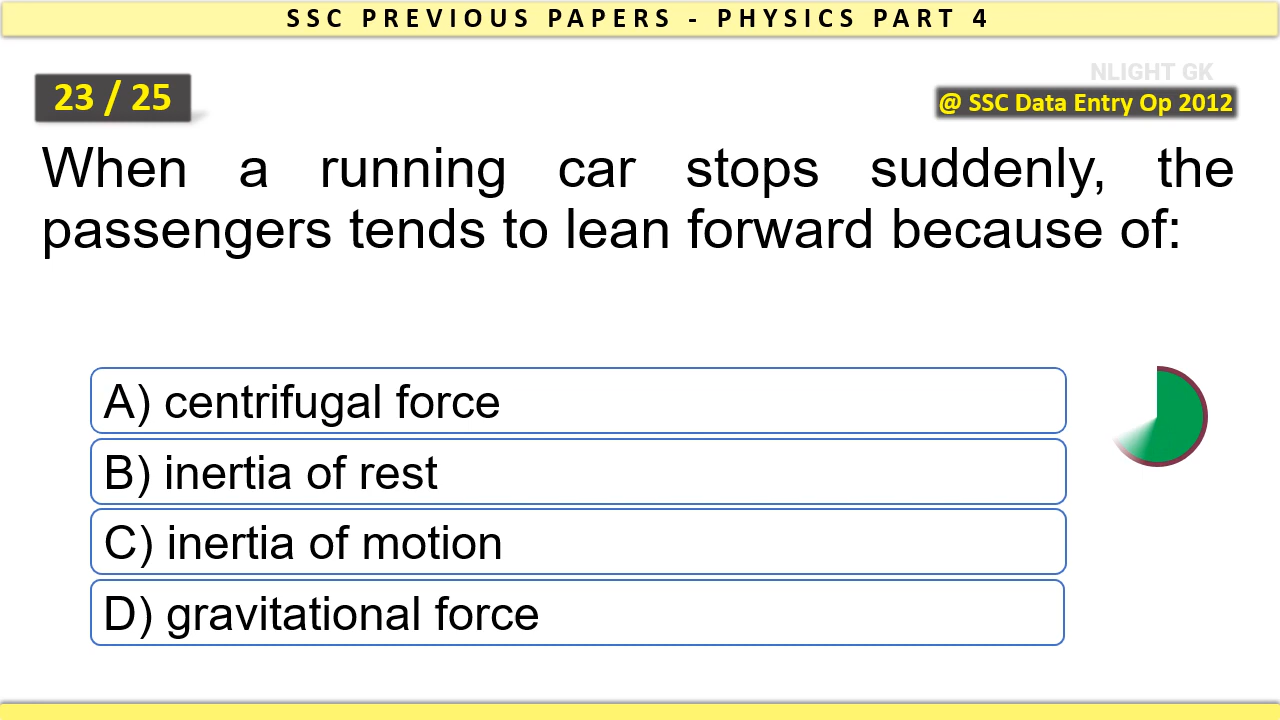 SSC PREVIOUS PAPERS - PHYSICS PART 4
NLIGHT GK
23 / 25
@ SSC Data Entry Op 2012
When a running car stops suddenly, the
passengers tends to lean forward because of:
A) centrifugal force
B) inertia of rest
C) inertia of motion
D) gravitational force